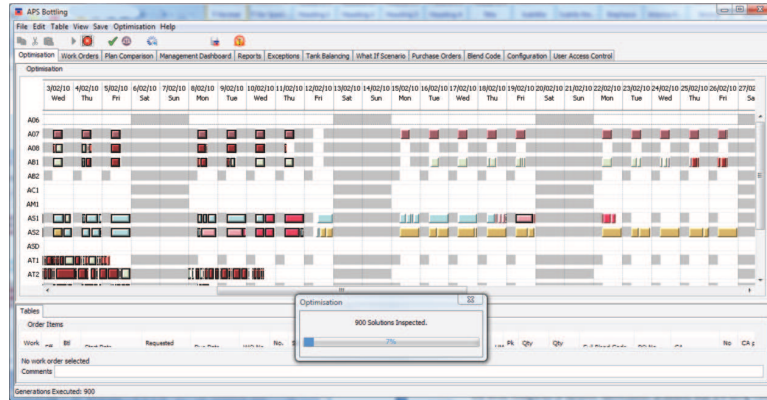 APS Bottling
File Edit Table View Save Optimisation Help
Optimisation Work Orders Plan Comparison Management Dashboard Reports Exceptions Tank Balancing What If Scenario Purchase Orders Blend Code Configuration User Access Control
Optimisation
3/02/10 4/02/10 5/02/10 6/02/10 7/02/10 8/02/10 9/02/10 10/02/10 11/02/10 12/02/10 13/02/10 14/02/10 15/02/10 16/02/10 17/02/10 18/02/10 19/02/10 20/02/10 21/02/10 22/02/10 23/02/10 24/02/10 25/02/10 26/02/10 27/02
Wed Thu Fri Sat Sun Mon Tue Wed Thu Fri Sat Sun Mon Tue Wed Thu Fri Sat Sun Mon Tue Wed Thu Fri Sa
A06
A07
A08
AB1
AB2
AC1
AM1
AS1
AS2
ASD
AT1
AT2
Optimisation
900 Solutions Inspected.
7%
Tables
Order Items
Work Btl Requested No. Pk Qty Qty No CA p
No work order selected
Comments
Generations Executed: 900